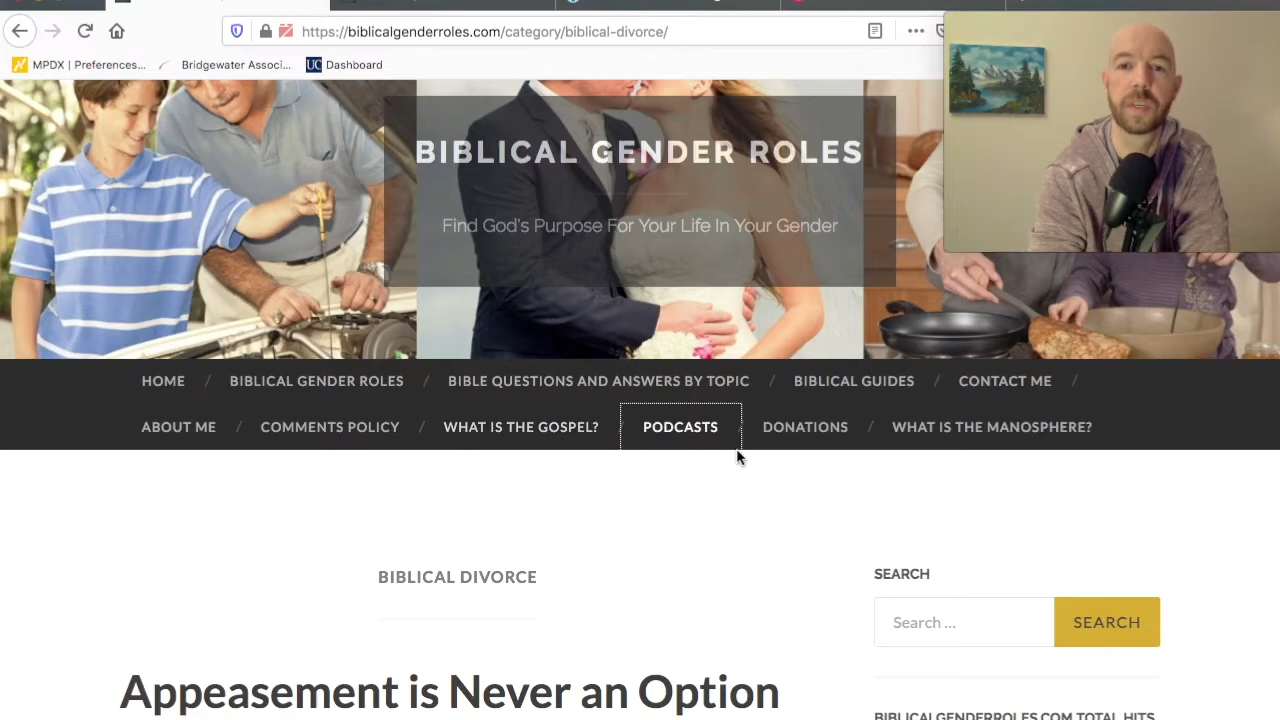 https://biblicalgenderroles.com/category/biblical-divorce/
MPDX | Preferences...
Bridgewater Associ...
UC Dashboard
BIBLICAL GENDER ROLES
Find God's Purpose For Your Life In Your Gender
HOME / BIBLICAL GENDER ROLES / BIBLE QUESTIONS AND ANSWERS BY TOPIC / BIBLICAL GUIDES / CONTACT ME /
ABOUT ME / COMMENTS POLICY / WHAT IS THE GOSPEL? / PODCASTS / DONATIONS / WHAT IS THE MANOSPHERE?
BIBLICAL DIVORCE
SEARCH
Search ...
SEARCH
Appeasement is Never an Option
BIBLICALGENDERROLES.COM TOTAL HITS